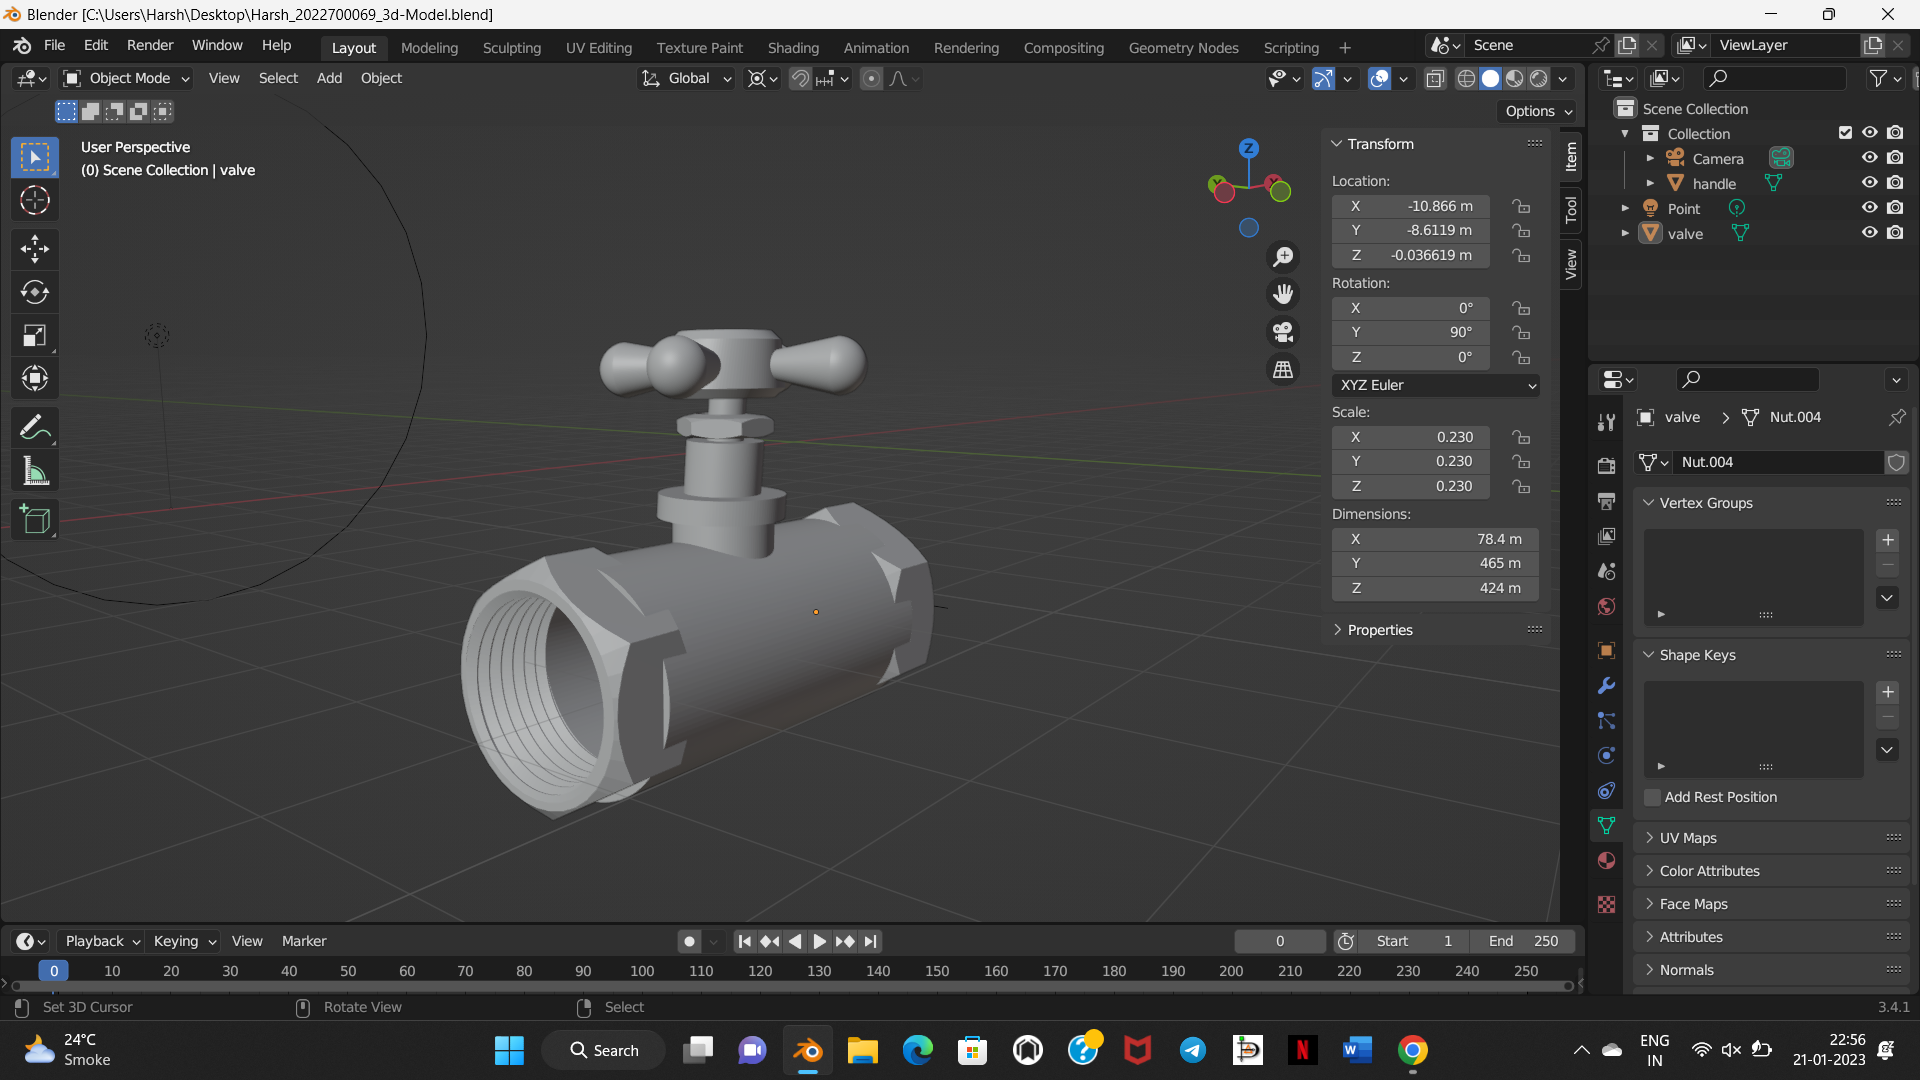 Blender [C:\Users\Harsh\Desktop\Harsh_2022700069_3d-Model.blend]
File Edit Render Window Help Layout Modeling Sculpting UV Editing Texture Paint Shading Animation Rendering Compositing Geometry Nodes Scripting + Scene ViewLayer
Object Mode View Select Add Object Global
Options
User Perspective
(0) Scene Collection | valve
Z
Y
Transform
Location:
X -10.866 m
Y -8.6119 m
Z -0.036619 m
Rotation:
X 0°
Y 90°
Z 0°
XYZ Euler
Scale:
X 0.230
Y 0.230
Z 0.230
Dimensions:
X 78.4 m
Y 465 m
Z 424 m
Properties
Item
Tool
View
Scene Collection
Collection
Camera
handle
Point
valve
valve > Nut.004
Nut.004
Vertex Groups
Shape Keys
Add Rest Position
UV Maps
Color Attributes
Face Maps
Attributes
Normals
Playback Keying View Marker 0 Start 1 End 250
0 10 20 30 40 50 60 70 80 90 100 110 120 130 140 150 160 170 180 190 200 210 220 230 240 250
Set 3D Cursor Rotate View Select 3.4.1
24°C
Smoke
Search
N
W
ENG
IN
22:56
21-01-2023